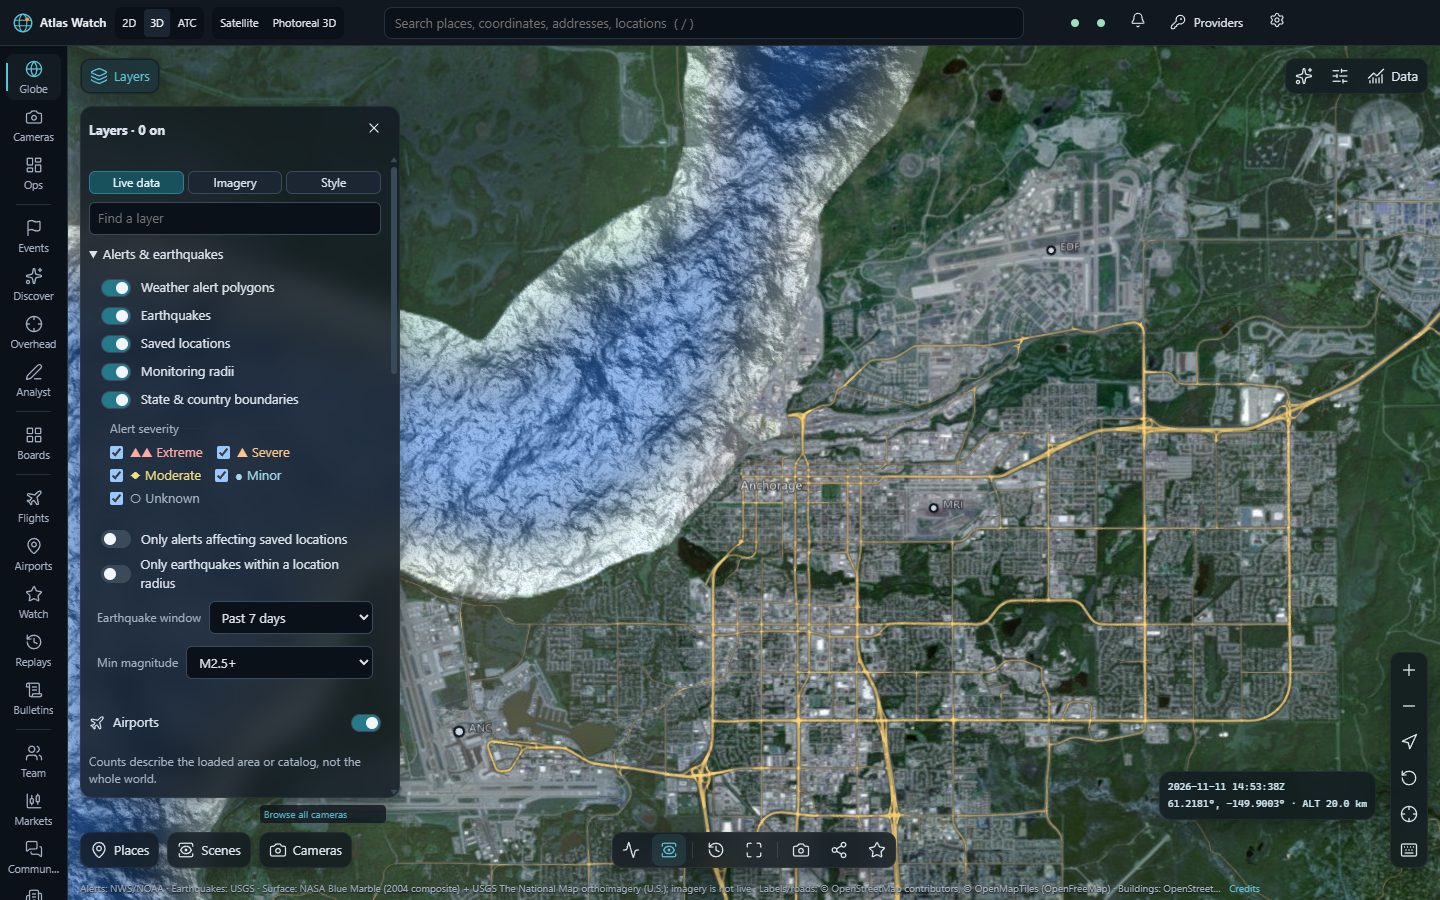 Atlas Watch
2D 3D ATC Satellite Photoreal 3D
Search places, coordinates, addresses, locations ( / )
Providers
Globe
Cameras
Ops
Events
Discover
Overhead
Analyst
Boards
Flights
Airports
Watch
Replays
Bulletins
Team
Markets
Commun...
Layers
Layers · 0 on
Live data Imagery Style
Find a layer
Alerts & earthquakes
Weather alert polygons
Earthquakes
Saved locations
Monitoring radii
State & country boundaries
Alert severity
Extreme Severe
Moderate Minor
Unknown
Only alerts affecting saved locations
Only earthquakes within a location
radius
Earthquake window Past 7 days
Min magnitude M2.5+
Airports
Counts describe the loaded area or catalog, not the
whole world.
Browse all cameras
Places Scenes Cameras
Data
EDF
Anchorage
MRI
ANC
2026-11-11 14:53:38Z
61.2181°, −149.9003° · ALT 20.0 km
Alerts: NWS/NOAA · Earthquakes: USGS · Surface: NASA Blue Marble (2004 composite) + USGS The National Map orthoimagery (U.S.); imagery is not live · Labels/roads: © OpenStreetMap contributors, © OpenMapTiles (OpenFreeMap) · Buildings: OpenStreet... Credits